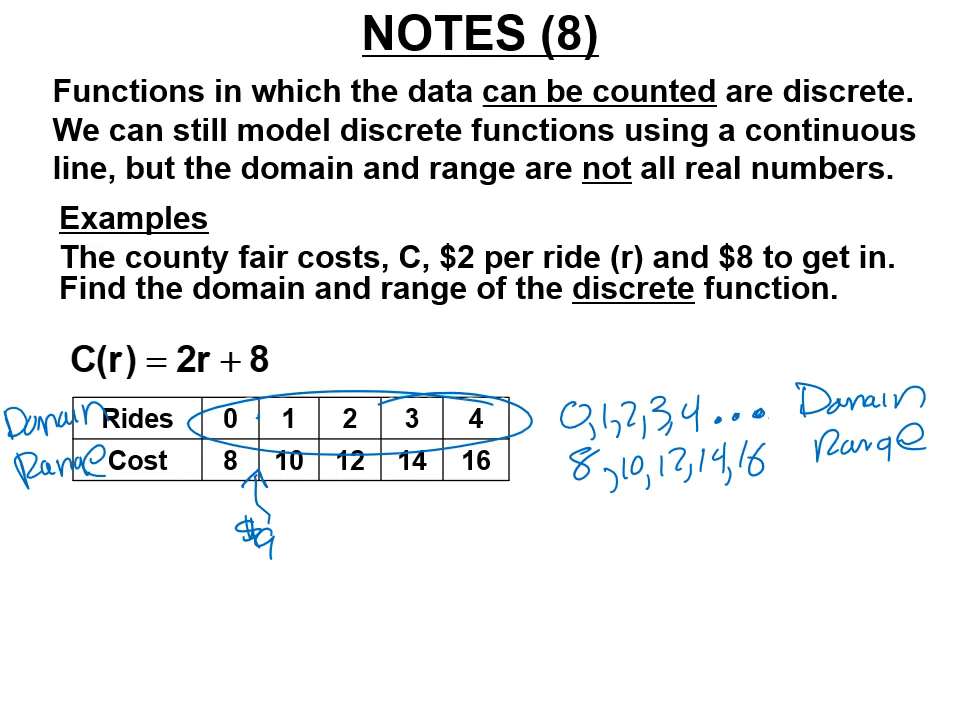 NOTES (8)
Functions in which the data can be counted are discrete.
We can still model discrete functions using a continuous
line, but the domain and range are not all real numbers.
Examples
The county fair costs, C, $2 per ride (r) and $8 to get in.
Find the domain and range of the discrete function.
C(r) = 2r + 8
Domain Rides 0 1 2 3 4 0,1,2,3,4... Domain
Range Cost 8 10 12 14 16 8,10,12,14,16 Range
$9